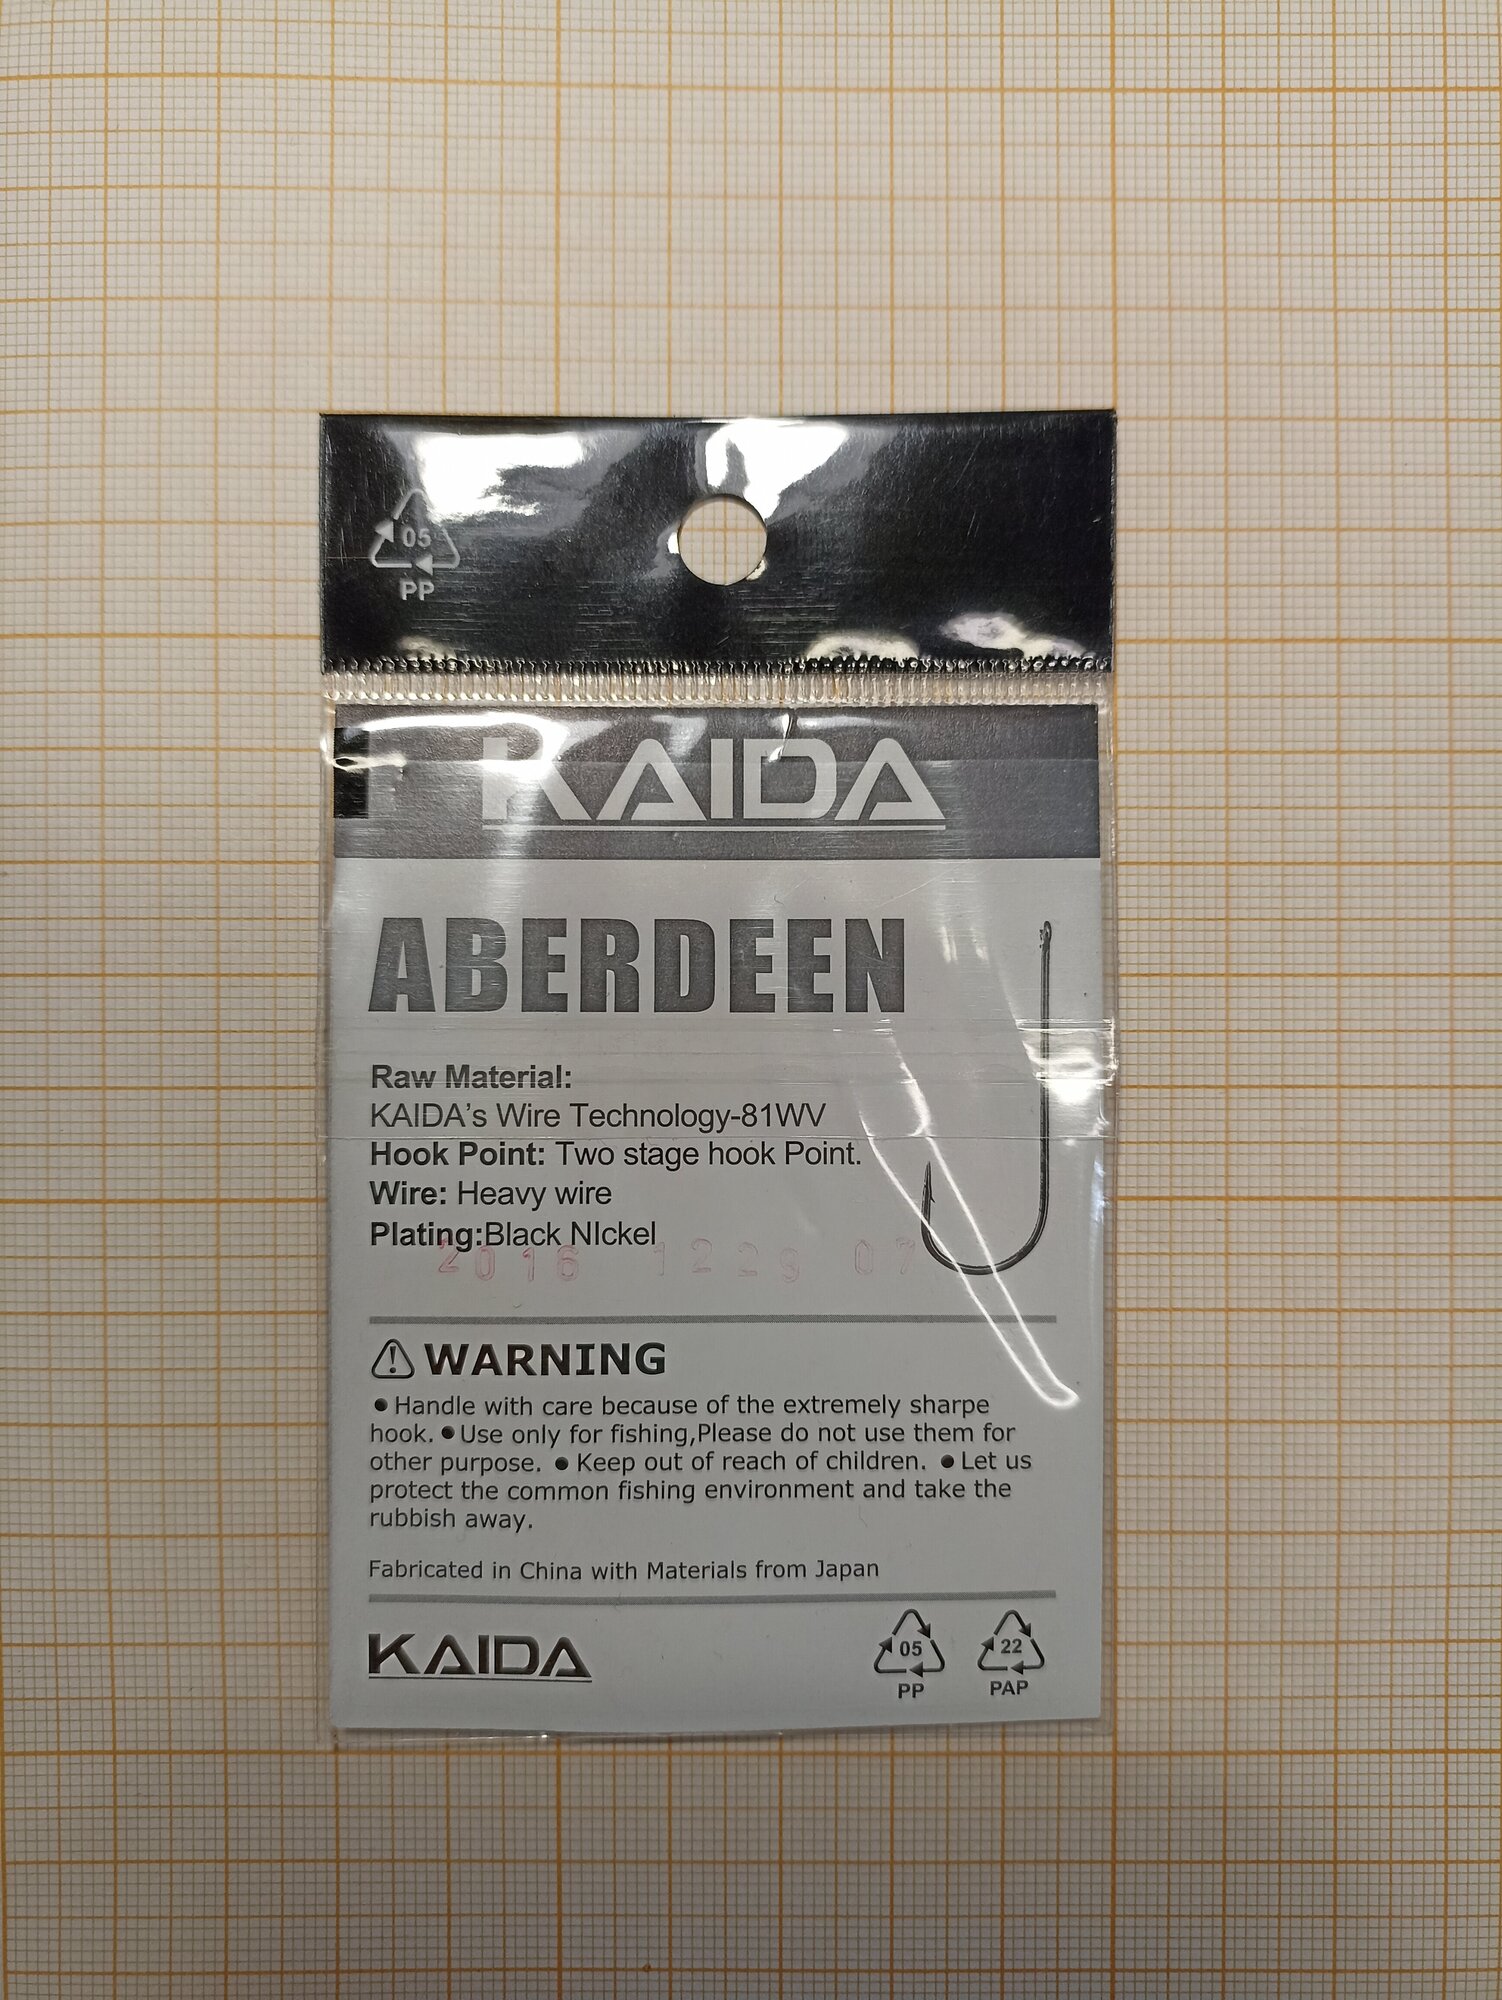 05
PP
KAIDA
ABERDEEN
Raw Material:
KAIDA's Wire Technology-81WV
Hook Point: Two stage hook Point.
Wire: Heavy wire
Plating:Black NIckel
2016 1229 07
WARNING
● Handle with care because of the extremely sharpe
hook. ● Use only for fishing,Please do not use them for
other purpose. ● Keep out of reach of children. ● Let us
protect the common fishing environment and take the
rubbish away.
Fabricated in China with Materials from Japan
KAIDA
05
PP
22
PAP